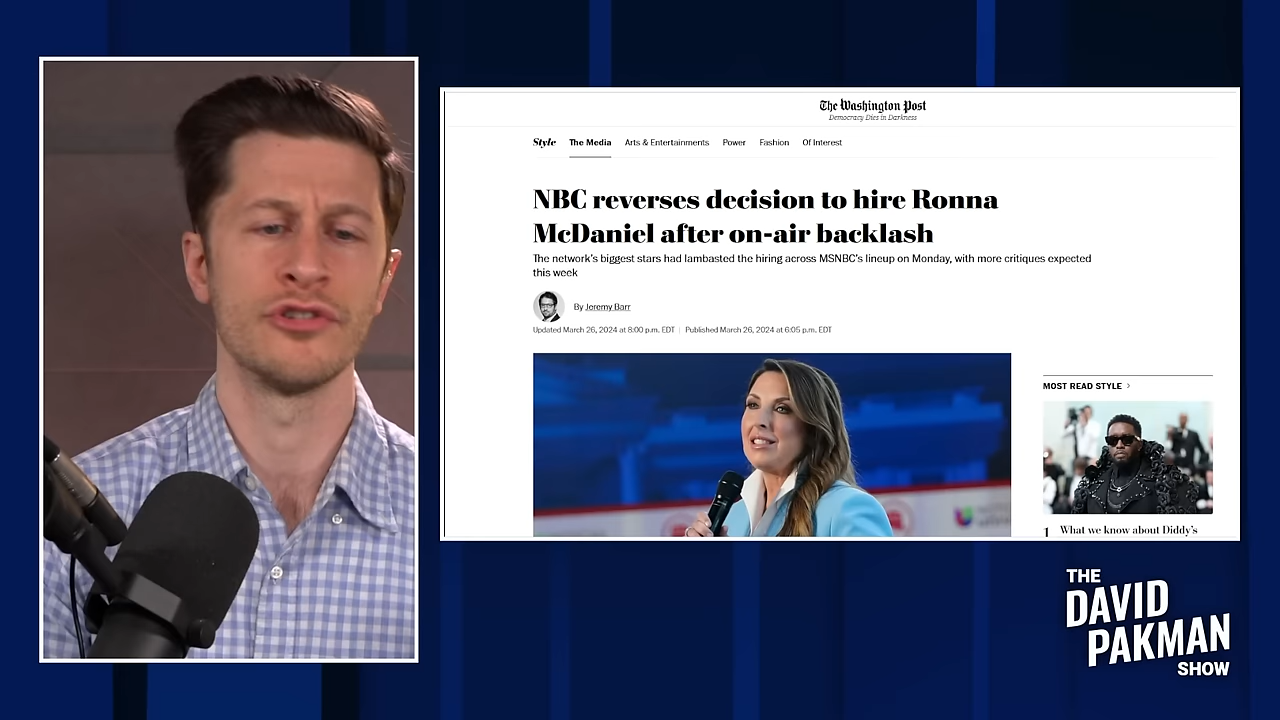 The Washington Post
Democracy Dies in Darkness
Style The Media Arts & Entertainments Power Fashion Of Interest
NBC reverses decision to hire Ronna
McDaniel after on-air backlash
The network's biggest stars had lambasted the hiring across MSNBC's lineup on Monday, with more critiques expected
this week
By Jeremy Barr
Updated March 26, 2024 at 8:00 p.m. EDT | Published March 26, 2024 at 6:05 p.m. EDT
MOST READ STYLE >
1 What we know about Diddy's
THE
DAVID
PAKMAN
SHOW